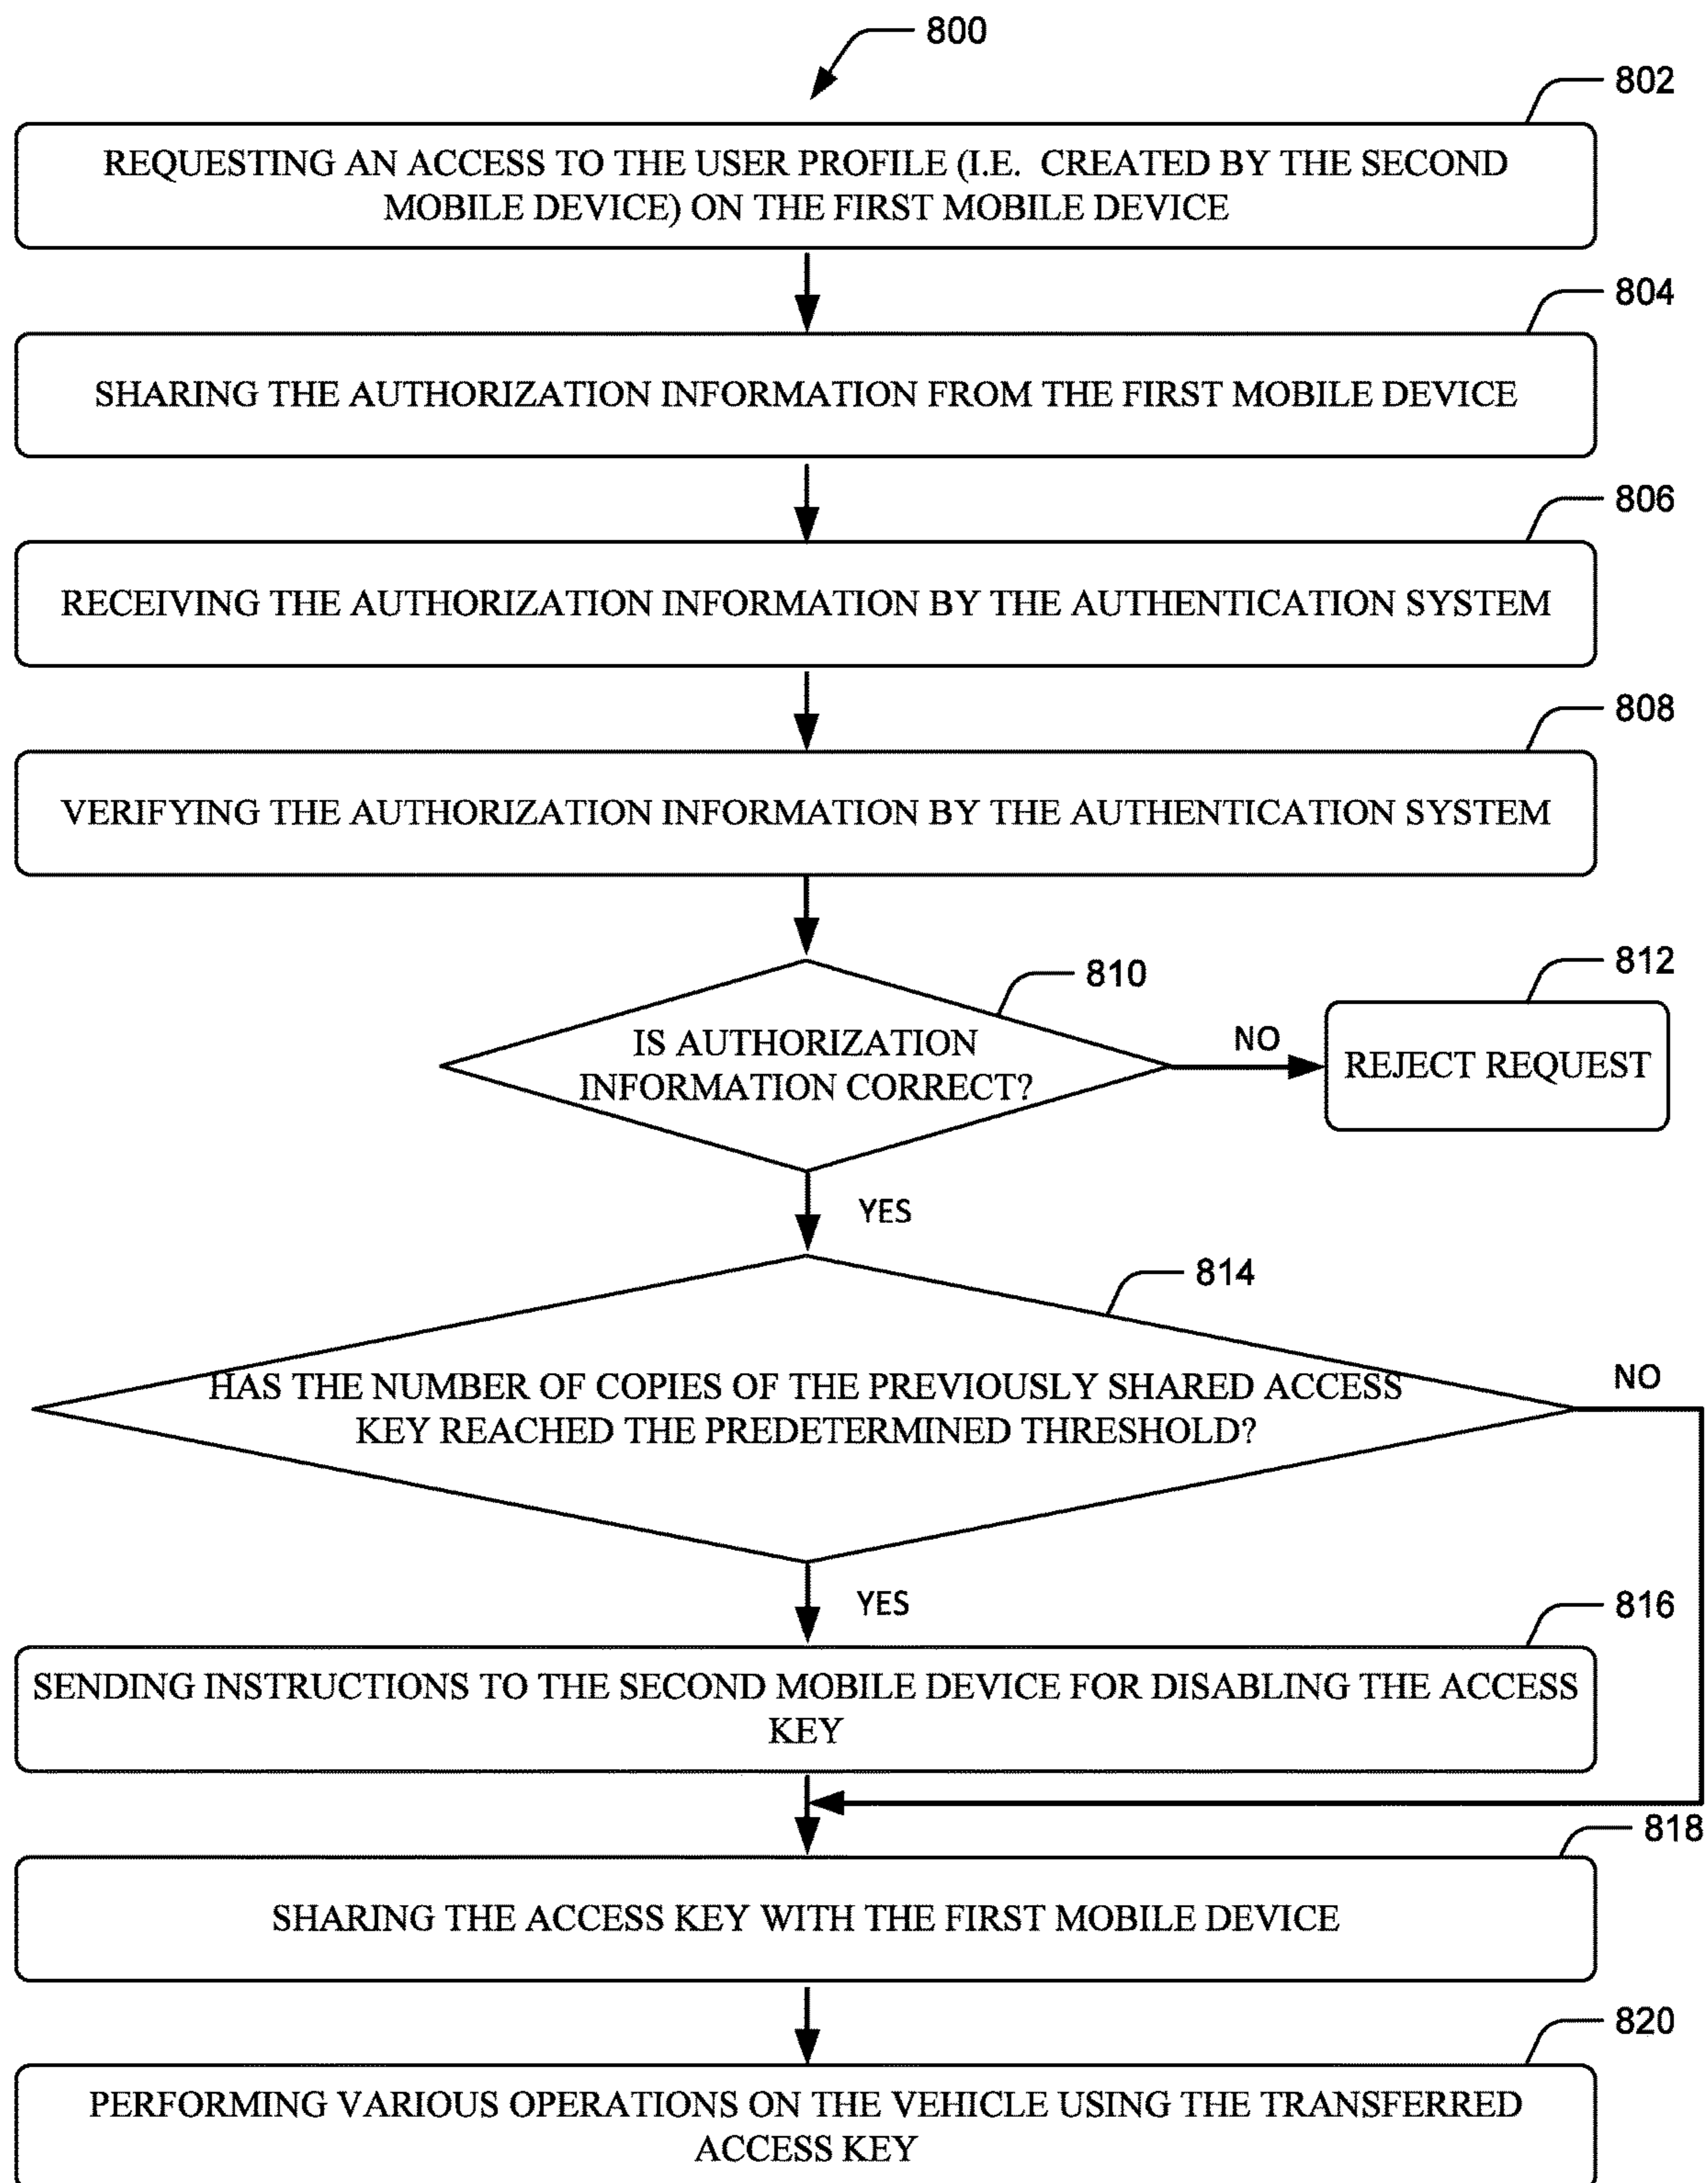 800
802
REQUESTING AN ACCESS TO THE USER PROFILE (I.E. CREATED BY THE SECOND
MOBILE DEVICE) ON THE FIRST MOBILE DEVICE
804
SHARING THE AUTHORIZATION INFORMATION FROM THE FIRST MOBILE DEVICE
806
RECEIVING THE AUTHORIZATION INFORMATION BY THE AUTHENTICATION SYSTEM
808
VERIFYING THE AUTHORIZATION INFORMATION BY THE AUTHENTICATION SYSTEM
810
IS AUTHORIZATION
INFORMATION CORRECT?
NO
812
REJECT REQUEST
YES
814
HAS THE NUMBER OF COPIES OF THE PREVIOUSLY SHARED ACCESS
KEY REACHED THE PREDETERMINED THRESHOLD?
NO
YES
816
SENDING INSTRUCTIONS TO THE SECOND MOBILE DEVICE FOR DISABLING THE ACCESS
KEY
818
SHARING THE ACCESS KEY WITH THE FIRST MOBILE DEVICE
820
PERFORMING VARIOUS OPERATIONS ON THE VEHICLE USING THE TRANSFERRED
ACCESS KEY